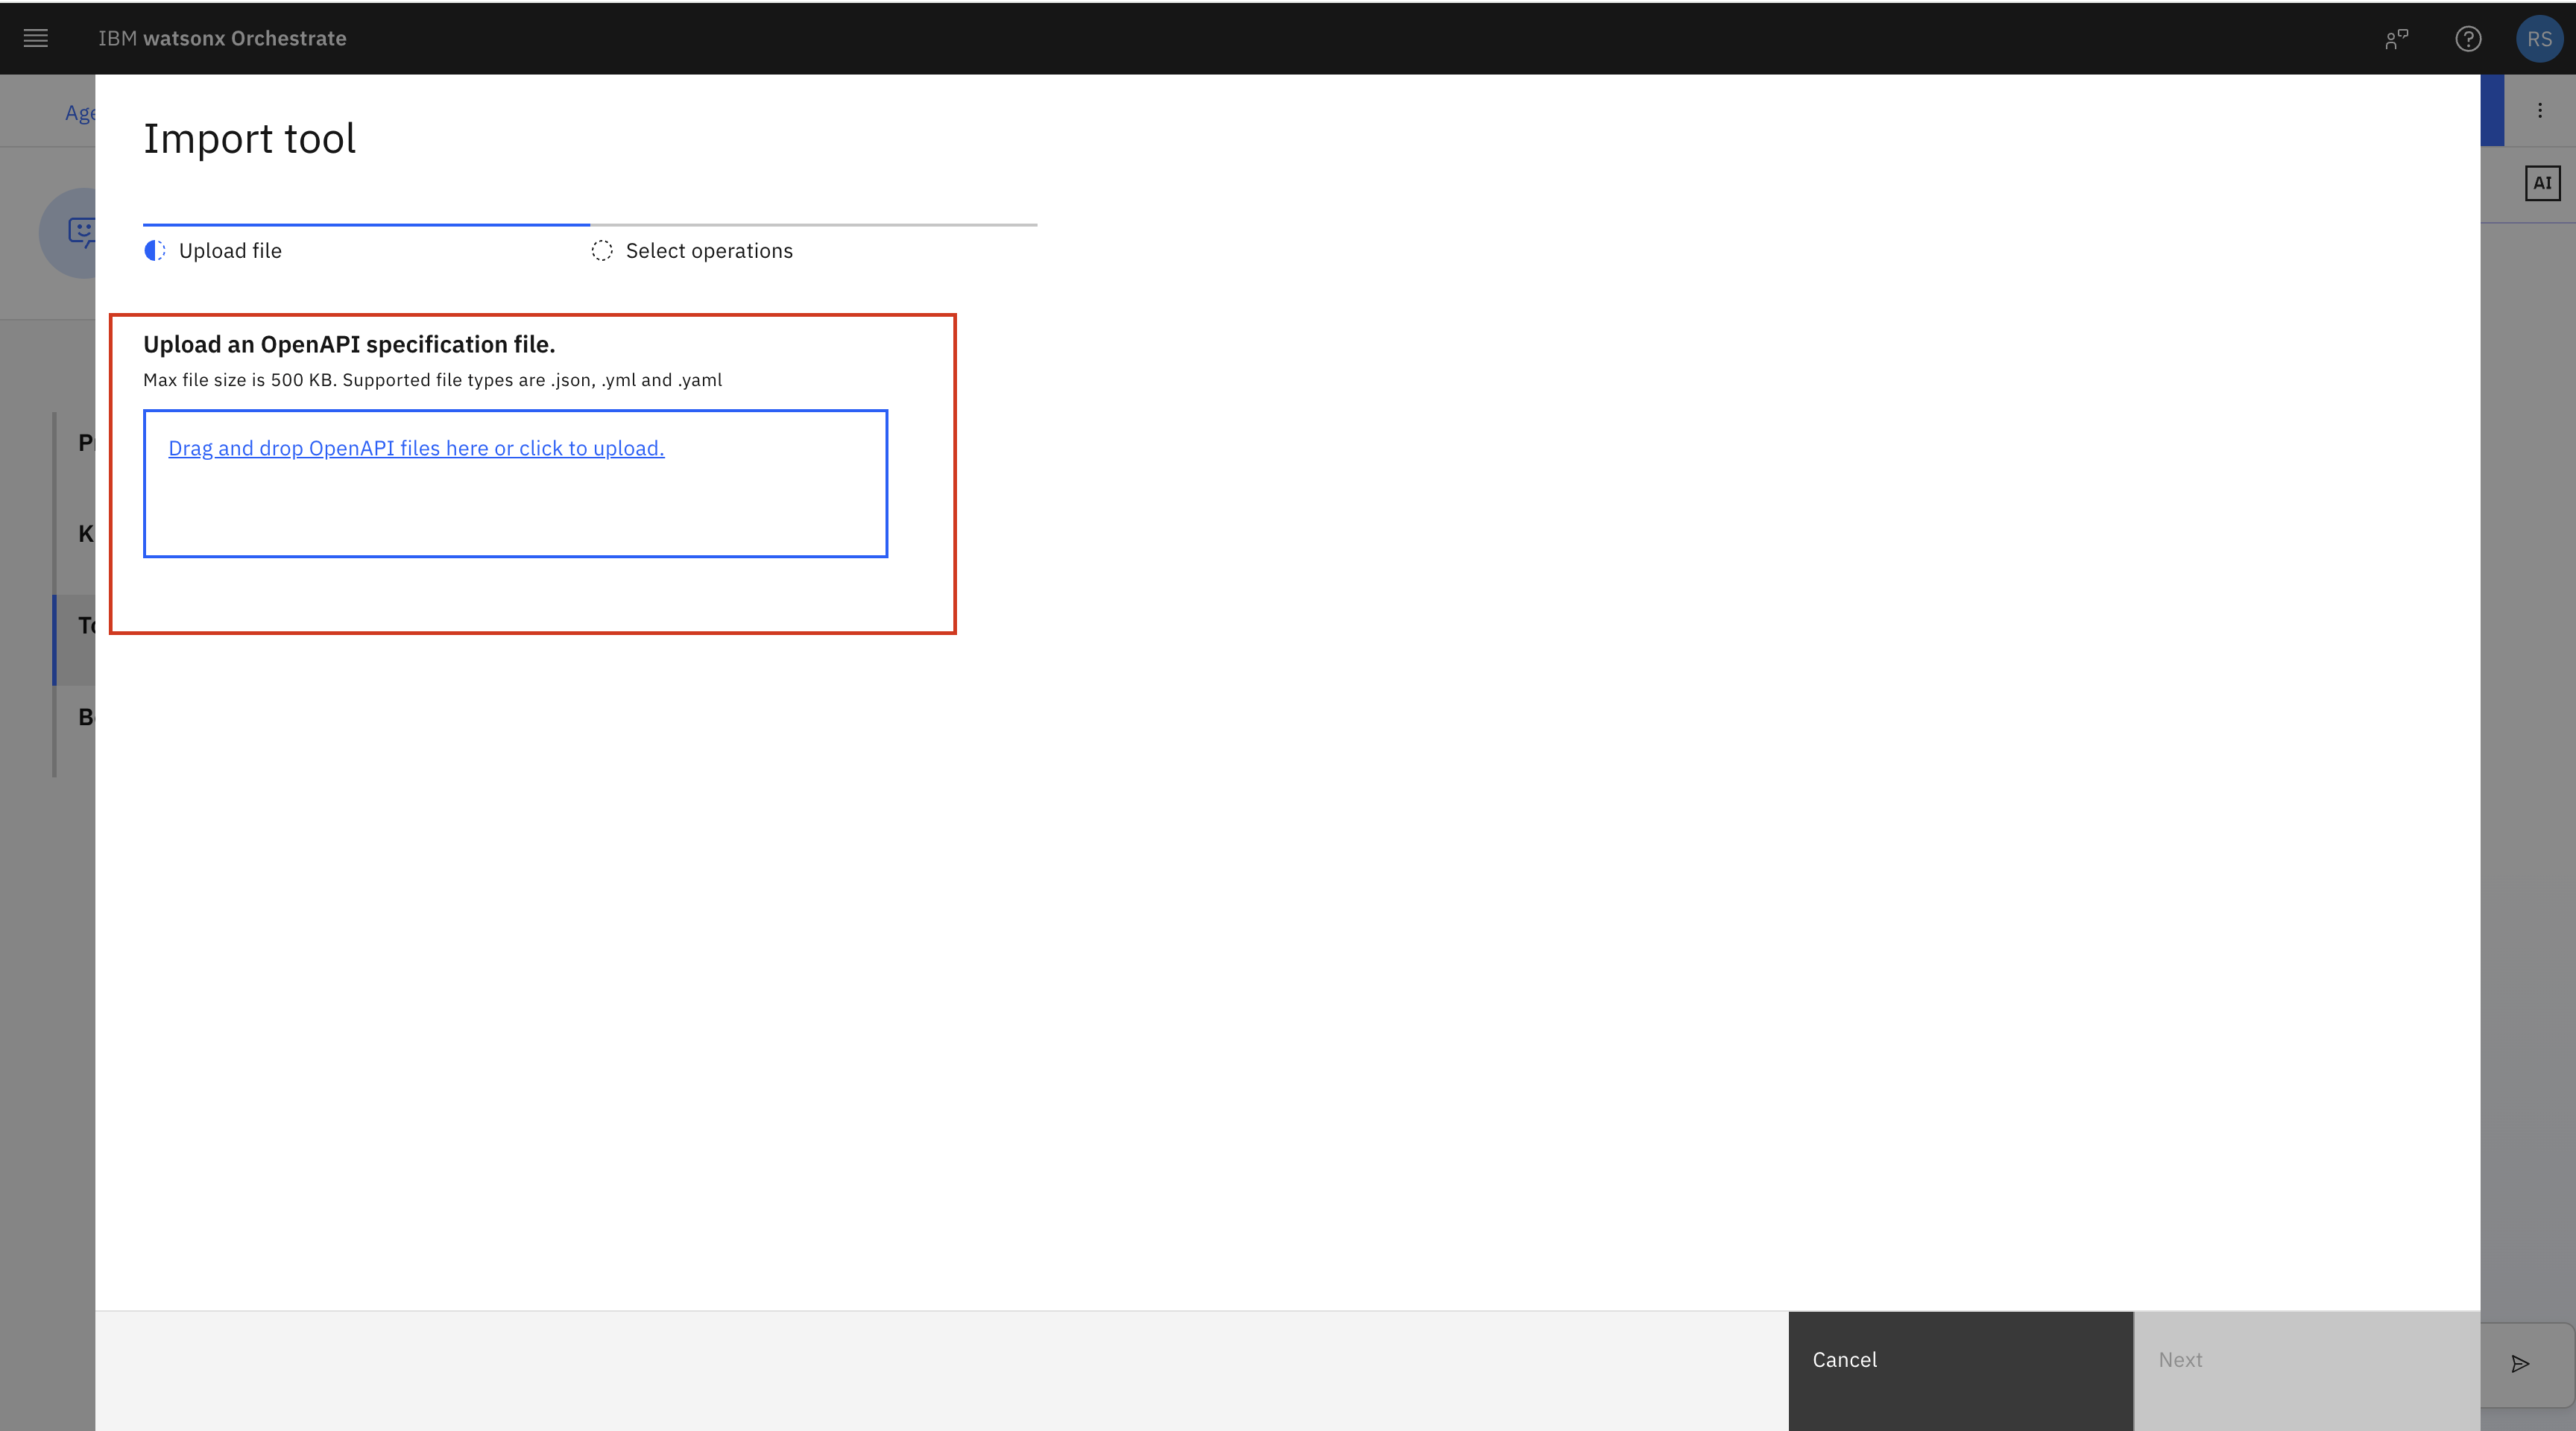 IBM watsonx Orchestrate
RS
Age
AI
Import tool
Upload file
Select operations
Upload an OpenAPI specification file.
Max file size is 500 KB. Supported file types are .json, .yml and .yaml
Drag and drop OpenAPI files here or click to upload.
P
K
To
B
Cancel
Next